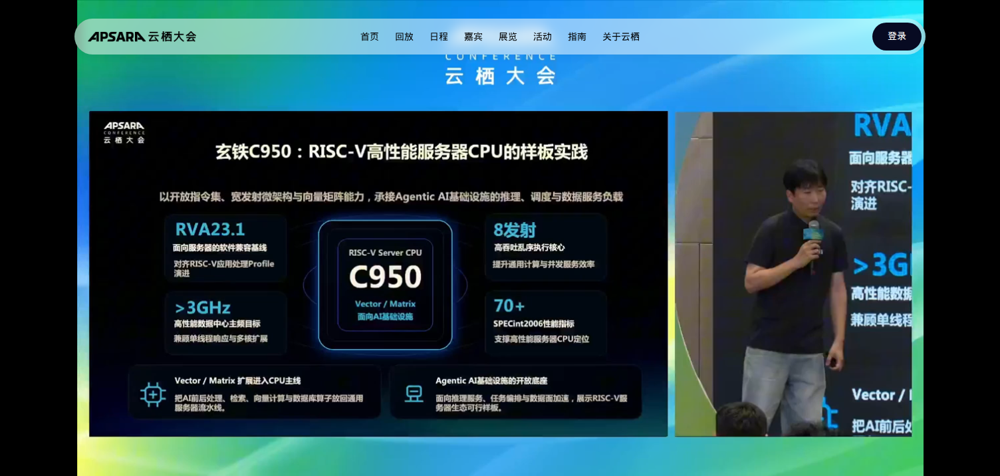 APSARA云栖大会
首页 回放 日程 嘉宾 展览 活动 指南 关于云栖
登录
CONFERENCE
云栖大会
APSARA
CONFERENCE
云栖大会
玄铁C950：RISC-V高性能服务器CPU的样板实践
以开放指令集、宽发射微架构与向量矩阵能力，承接Agentic AI基础设施的推理、调度与数据服务负载
RVA23.1
面向服务器的软件兼容基线
对齐RISC-V应用处理Profile
演进
>3GHz
高性能数据中心主频目标
兼顾单线程响应与多核扩展
RISC-V Server CPU
C950
Vector / Matrix
面向AI基础设施
8发射
高吞吐乱序执行核心
提升通用计算与并发服务效率
70+
SPECint2006性能指标
支撑高性能服务器CPU定位
Vector / Matrix 扩展进入CPU主线
把AI前后处理、检索、向量计算与数据库算子放回通用
服务器流水线。
Agentic AI基础设施的开放底座
面向推理服务、任务编排与数据面加速，展示RISC-V服
务器生态可行样板。
RVA
面向服务器
对齐RISC-
演进
>3G
高性能数据
兼顾单线程
Vector /
把AI前后处